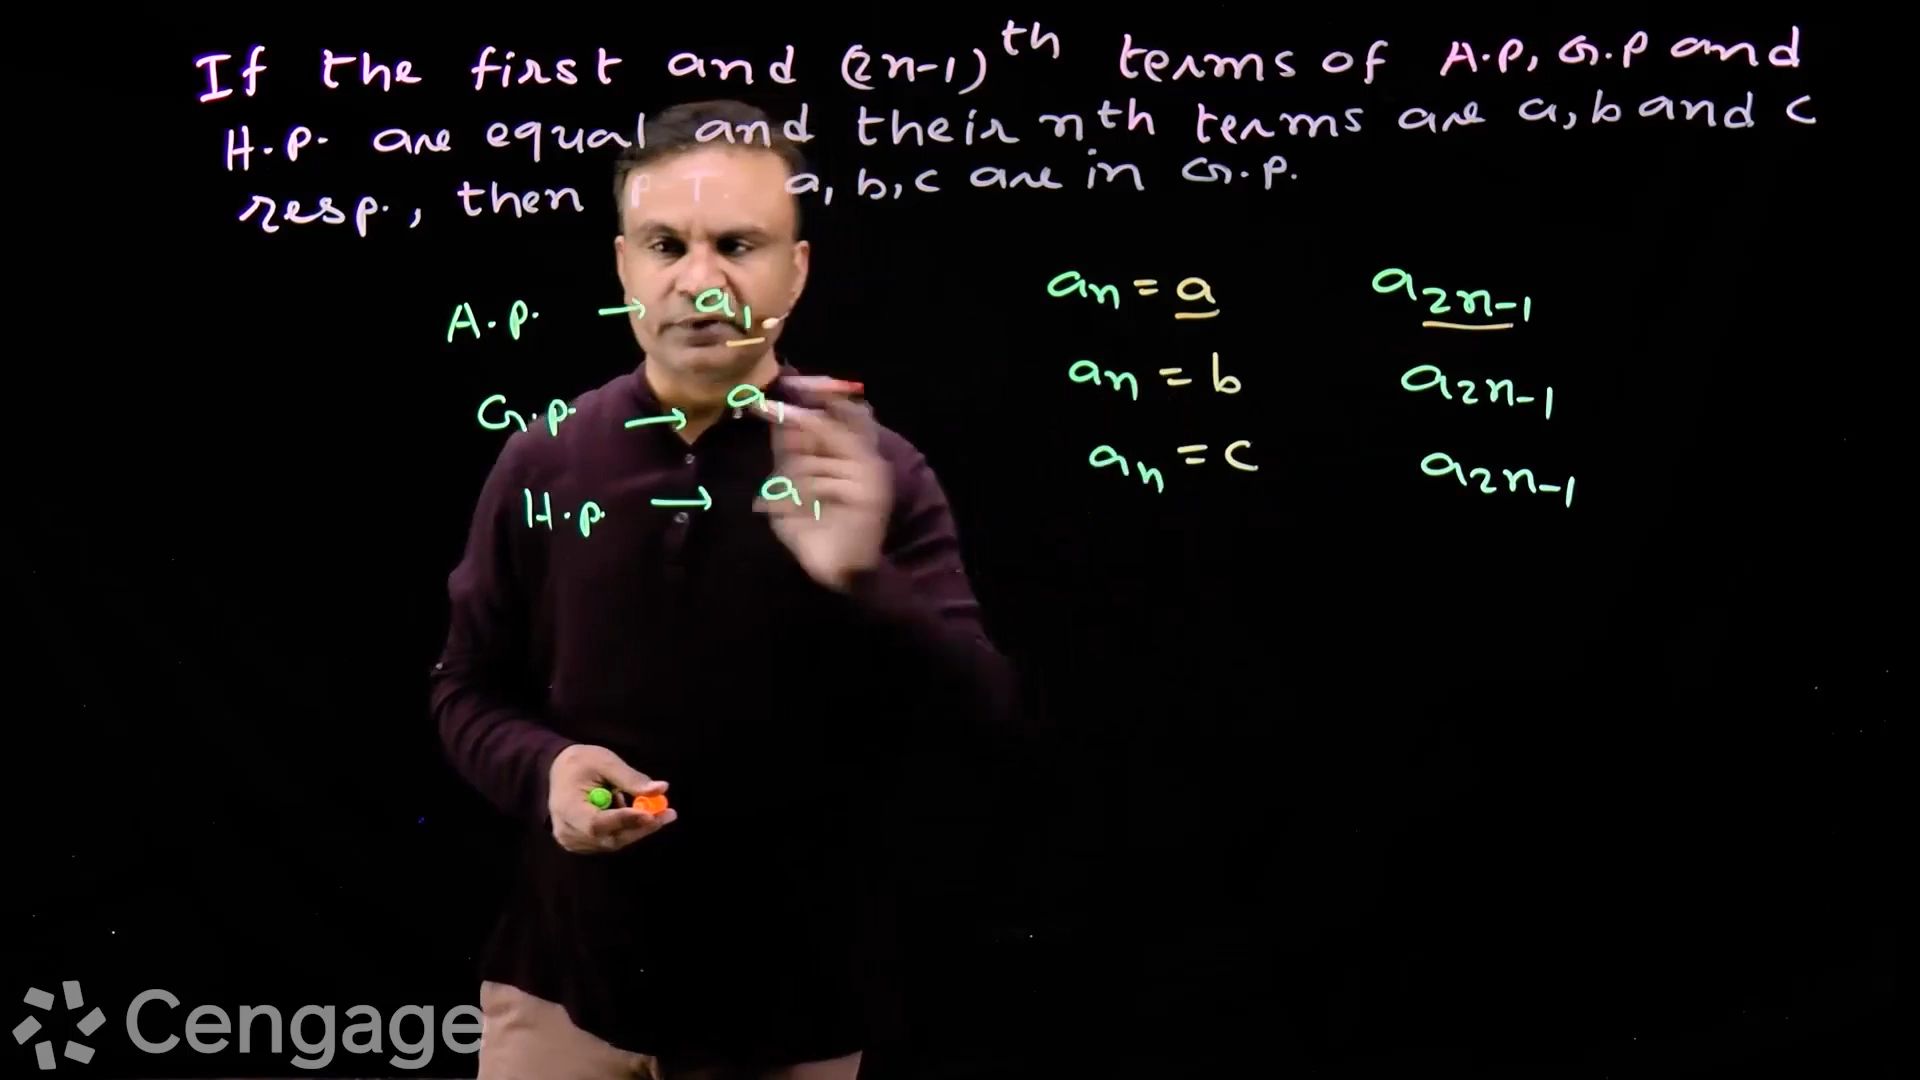 If the first and (2n-1)th terms of A.P, G.P and
H.P. are equal and their nth terms are a, b and c
resp., then P.T. a, b, c are in G.P.
A.P. → a1 an = a a2n-1
G.P. → a1 an = b a2n-1
H.P. → a1 an = c a2n-1
Cengage